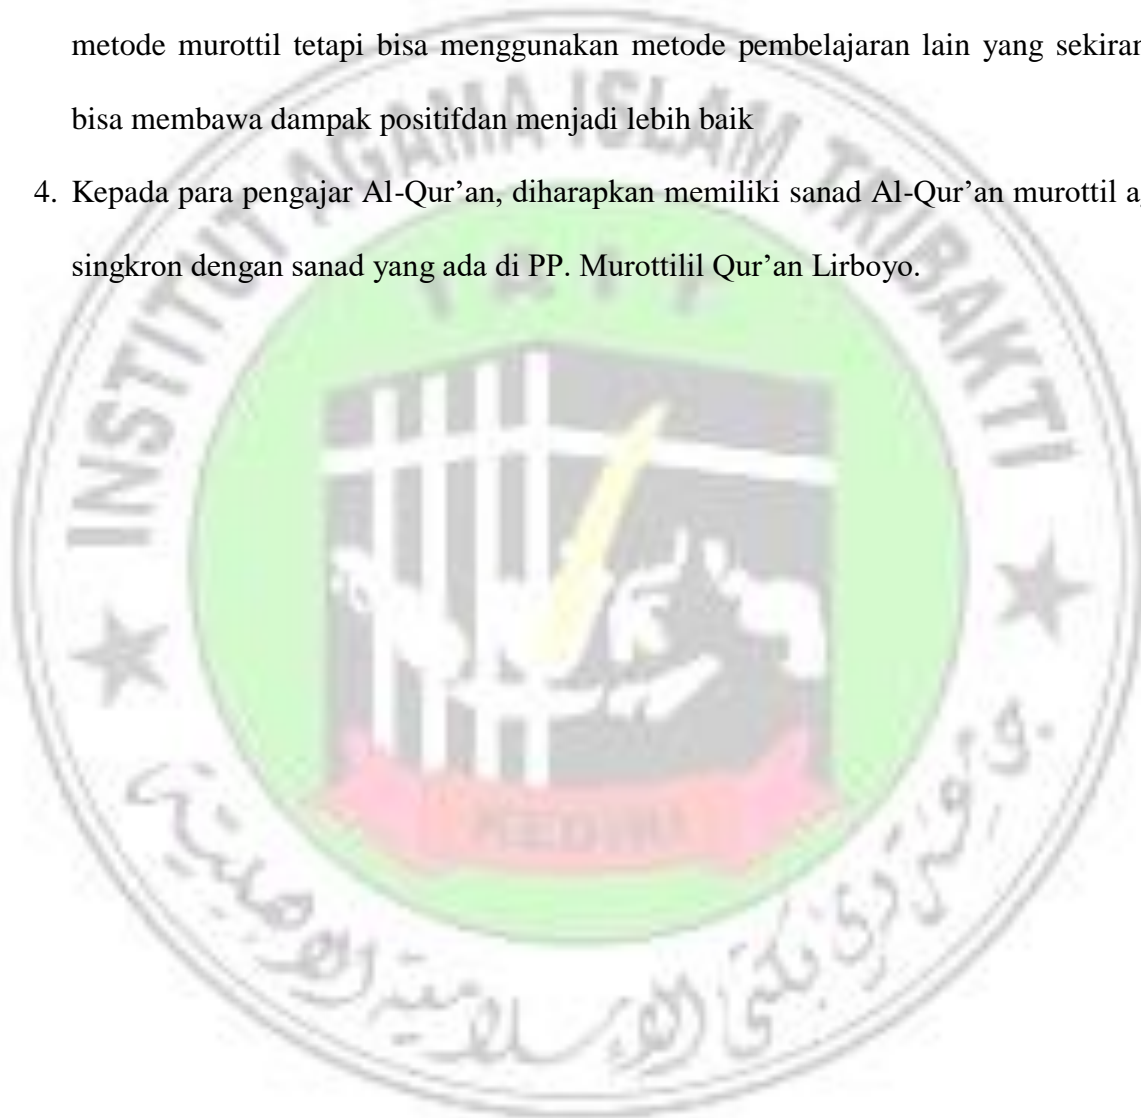 metode murottil tetapi bisa menggunakan metode pembelajaran lain yang
bisa membawa dampak positifdan menjadi lebih baik
4. Kepada para pengajar Al-Qur’an, diharapkan memiliki sanad Al-Qur’an murottil
singkron dengan sanad yang ada di PP. Murottilil Qur’an Lirboyo.
INSTITUT AGAMA ISLAM TRIBAKTI
KEDIRI